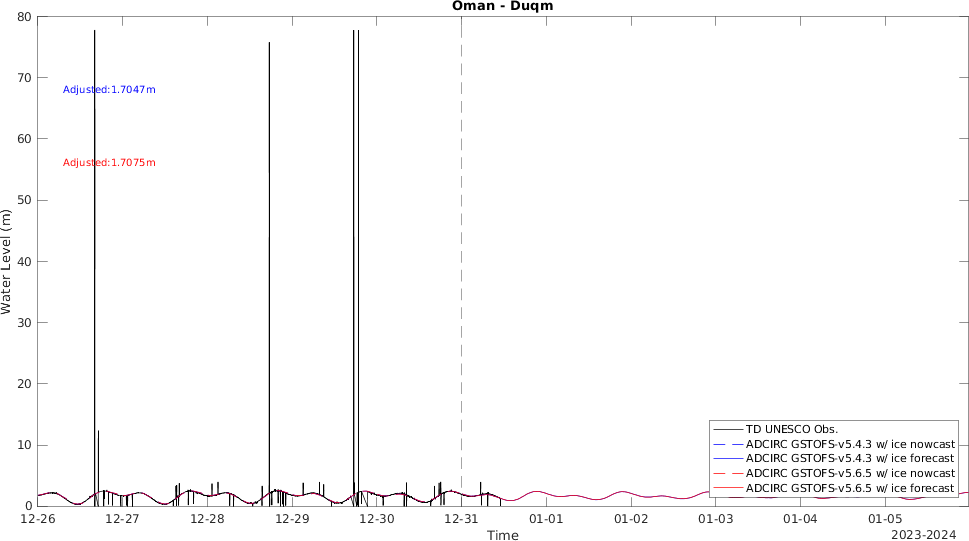 Oman - Duqm
80
70
60
50
40
30
20
10
0
Water Level (m)
Adjusted:1.7047m
Adjusted:1.7075m
TD UNESCO Obs.
ADCIRC GSTOFS-v5.4.3 w/ ice nowcast
ADCIRC GSTOFS-v5.4.3 w/ ice forecast
ADCIRC GSTOFS-v5.6.5 w/ ice nowcast
ADCIRC GSTOFS-v5.6.5 w/ ice forecast
12-26 12-27 12-28 12-29 12-30 12-31 01-01 01-02 01-03 01-04 01-05
Time
2023-2024